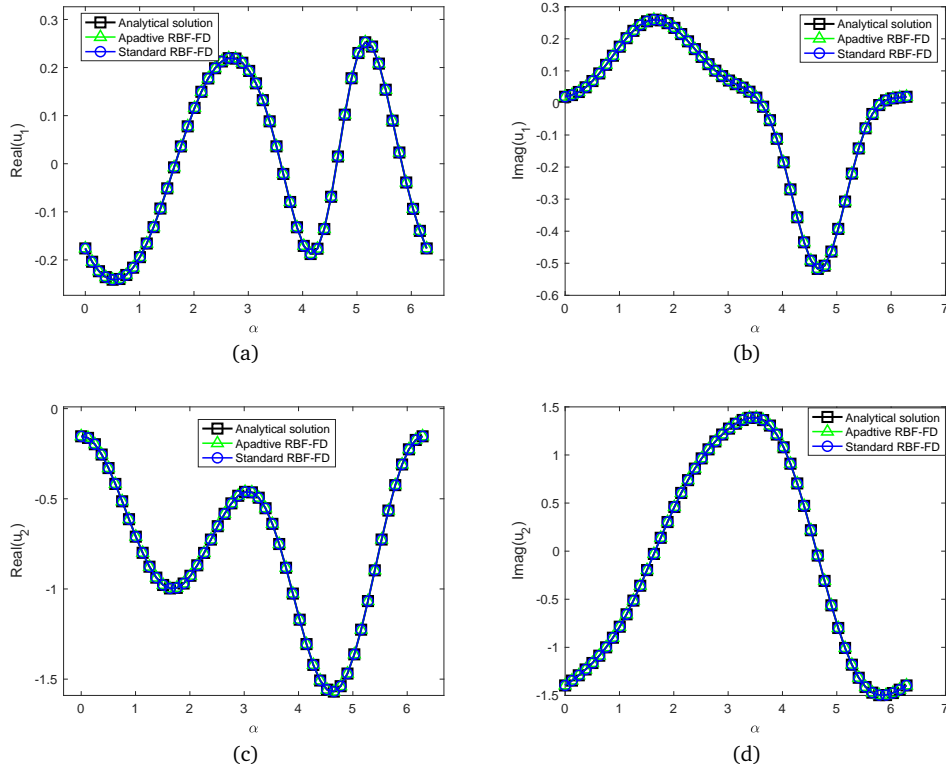 Analytical solution
Apadtive RBF-FD
Standard RBF-FD
0.3
0.2
0.1
0
-0.1
-0.2
Real(u1)
0 1 2 3 4 5 6
α
(a)
Analytical solution
Apadtive RBF-FD
Standard RBF-FD
0.3
0.2
0.1
0
-0.1
-0.2
-0.3
-0.4
-0.5
-0.6
Imag(u1)
0 1 2 3 4 5 6 7
α
(b)
Analytical solution
Apadtive RBF-FD
Standard RBF-FD
0
-0.5
-1
-1.5
Real(u2)
0 1 2 3 4 5 6
α
(c)
Analytical solution
Apadtive RBF-FD
Standard RBF-FD
1.5
1
0.5
0
-0.5
-1
-1.5
Imag(u2)
0 1 2 3 4 5 6 7
α
(d)